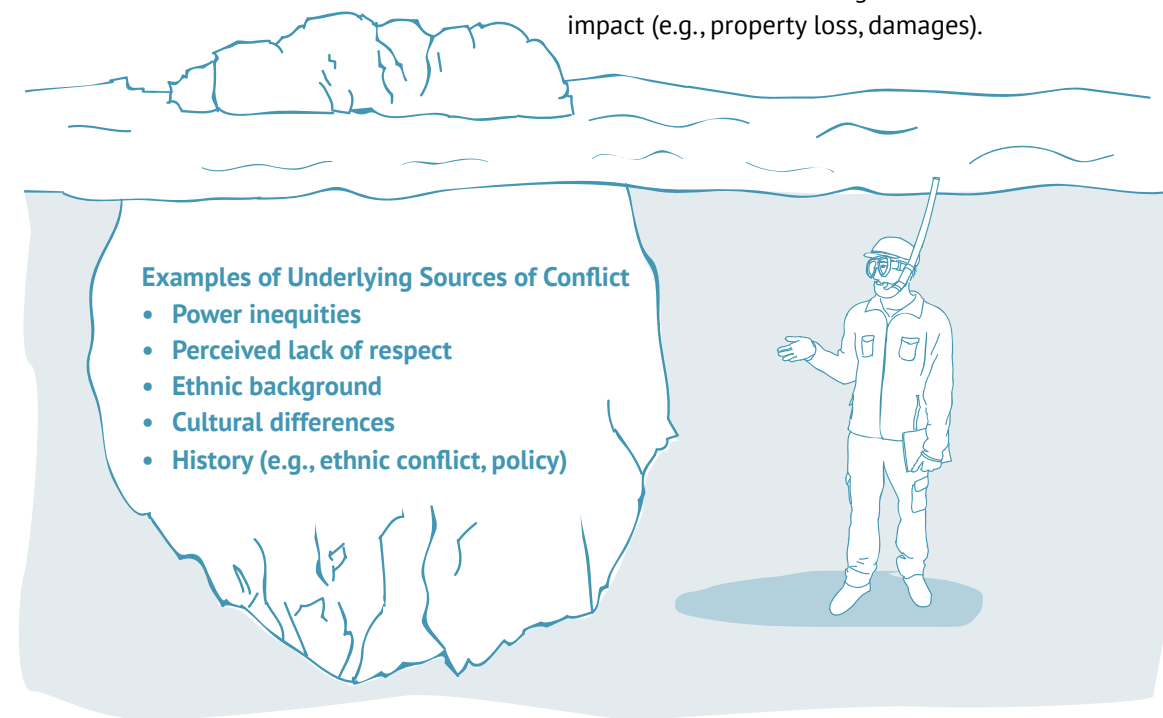 impact (e.g., property loss, damages).
Examples of Underlying Sources of Conflict
• Power inequities
• Perceived lack of respect
• Ethnic background
• Cultural differences
• History (e.g., ethnic conflict, policy)